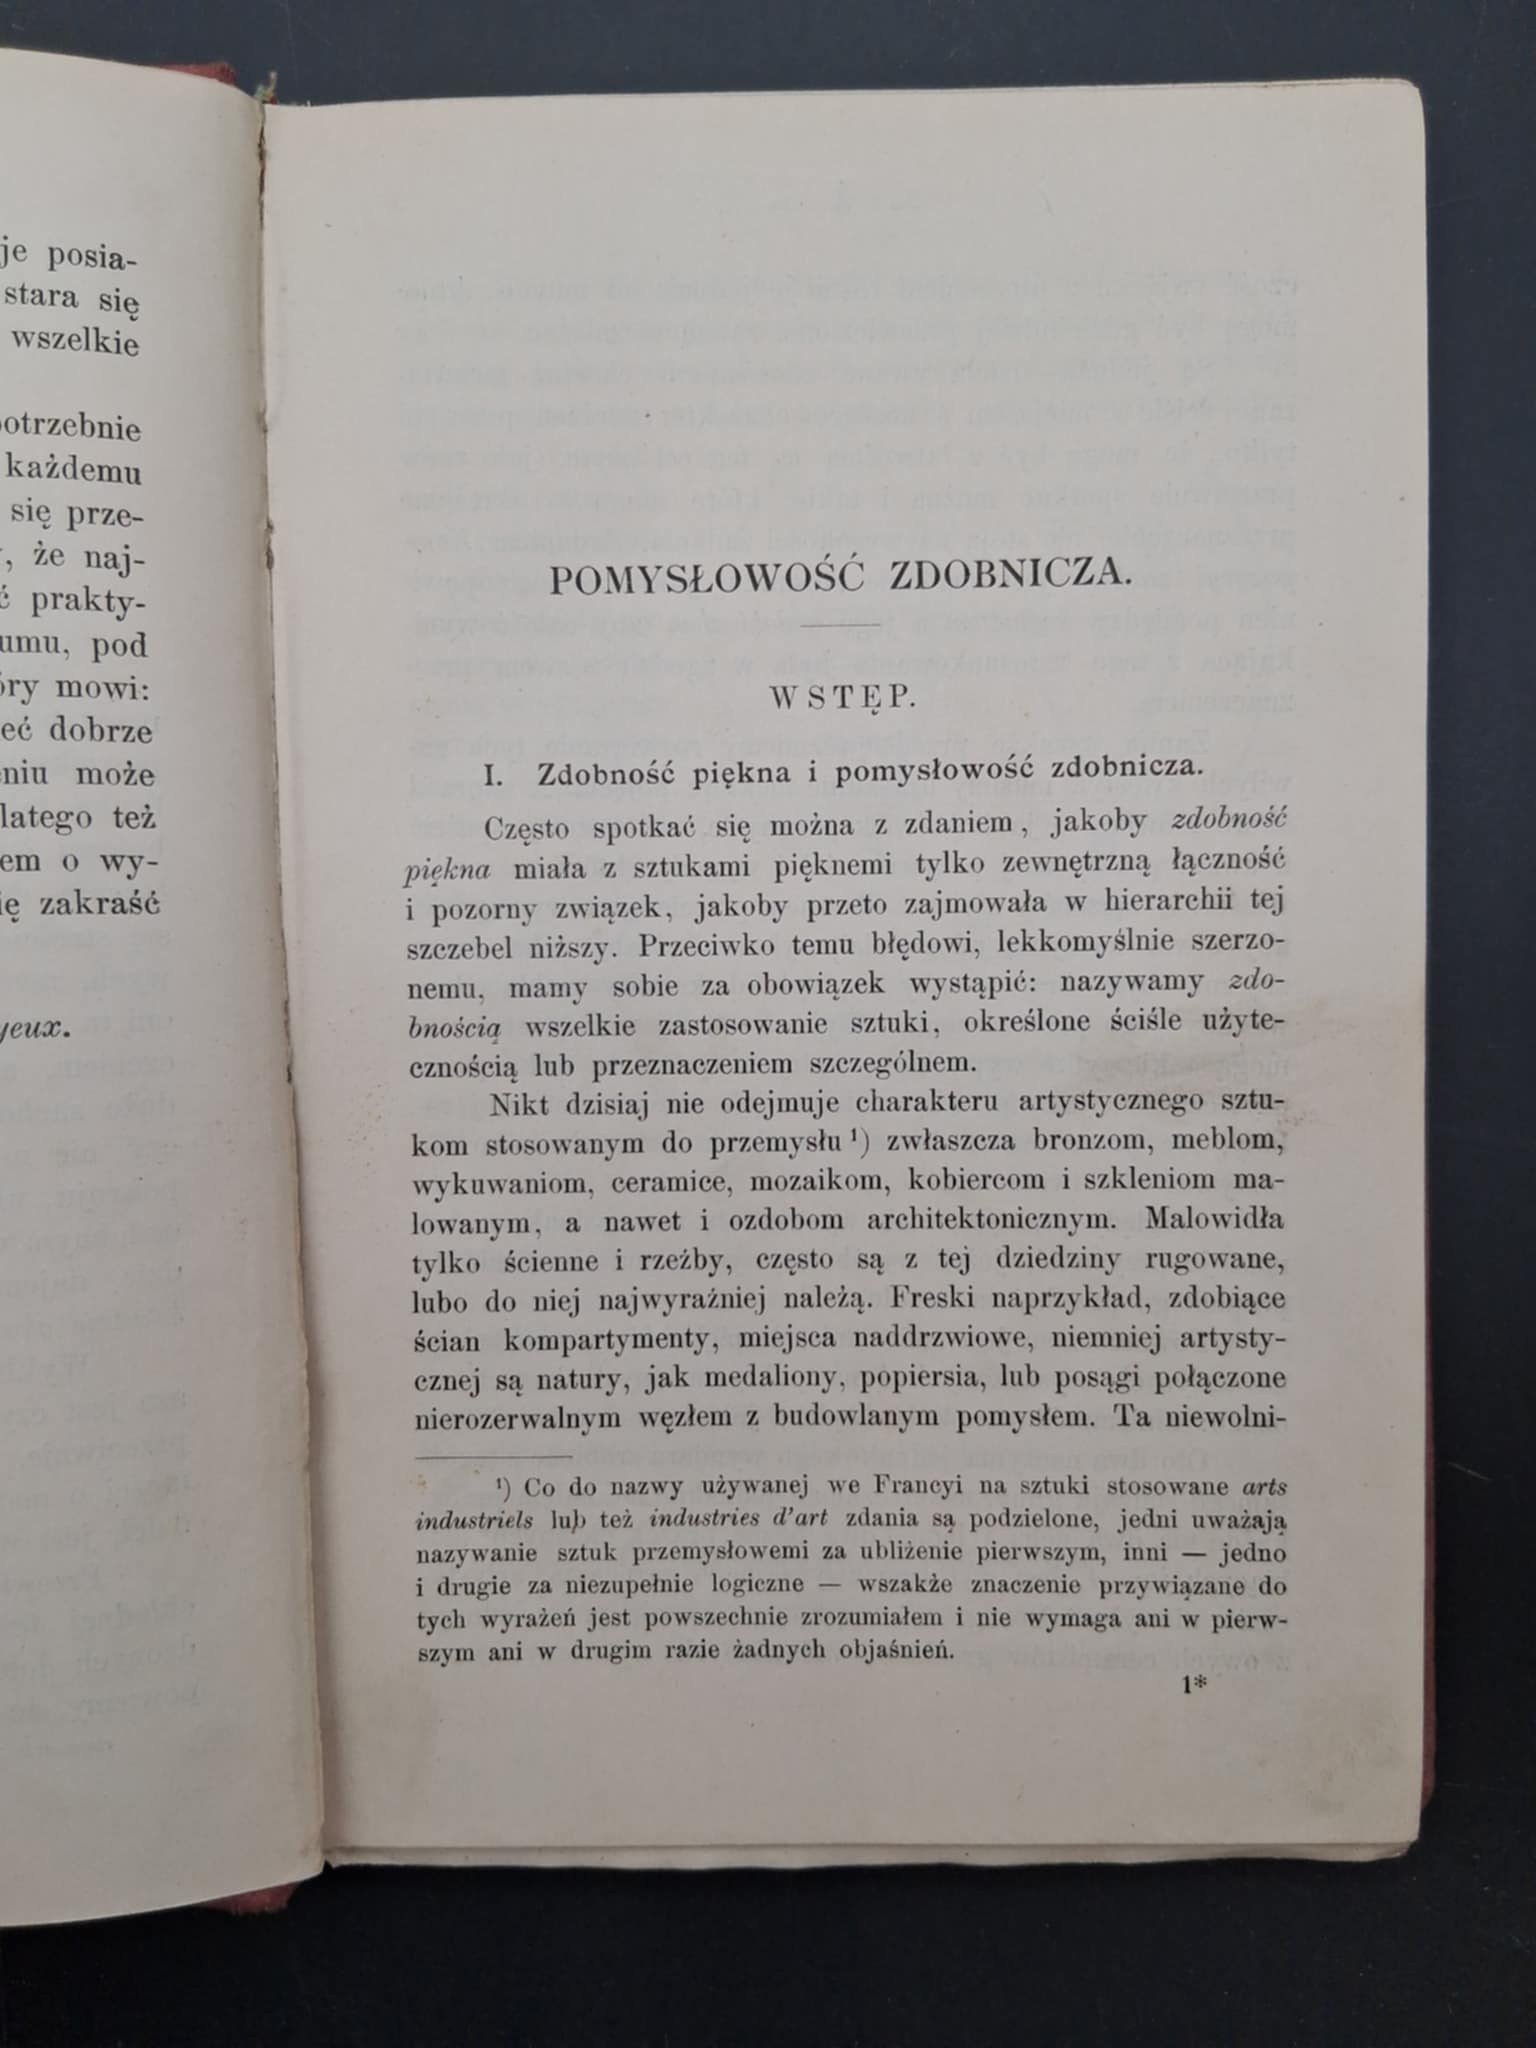 je posia-
stara się
wszelkie
otrzebnie
każdemu
się prze-
, że naj-
ć prakty-
umu, pod
óry mowi:
eć dobrze
niu może
latego też
em o wy-
ię zakraść
yeux.
POMYSŁOWOŚĆ ZDOBNICZA.
WSTĘP.
I. Zdobność piękna i pomysłowość zdobnicza.
Często spotkać się można z zdaniem, jakoby zdobność
piękna miała z sztukami pięknemi tylko zewnętrzną łączność
i pozorny związek, jakoby przeto zajmowała w hierarchii tej
szczebel niższy. Przeciwko temu błędowi, lekkomyślnie szerzo-
nemu, mamy sobie za obowiązek wystąpić: nazywamy zdo-
bnością wszelkie zastosowanie sztuki, określone ściśle użyte-
cznością lub przeznaczeniem szczególnem.
Nikt dzisiaj nie odejmuje charakteru artystycznego sztu-
kom stosowanym do przemysłu ¹) zwłaszcza bronzom, meblom,
wykuwaniom, ceramice, mozaikom, kobiercom i szkleniom ma-
lowanym, a nawet i ozdobom architektonicznym. Malowidła
tylko ścienne i rzeźby, często są z tej dziedziny rugowane,
lubo do niej najwyraźniej należą. Freski naprzykład, zdobiące
ścian kompartymenty, miejsca naddrzwiowe, niemniej artysty-
cznej są natury, jak medaliony, popiersia, lub posągi połączone
nierozerwalnym węzłem z budowlanym pomysłem. Ta niewolni-
¹) Co do nazwy używanej we Francyi na sztuki stosowane arts
industriels lub też industries d'art zdania są podzielone, jedni uważają
nazywanie sztuk przemysłowemi za ubliżenie pierwszym, inni — jedno
i drugie za niezupełnie logiczne — wszakże znaczenie przywiązane do
tych wyrażeń jest powszechnie zrozumiałem i nie wymaga ani w pierw-
szym ani w drugim razie żadnych objaśnień.
1*